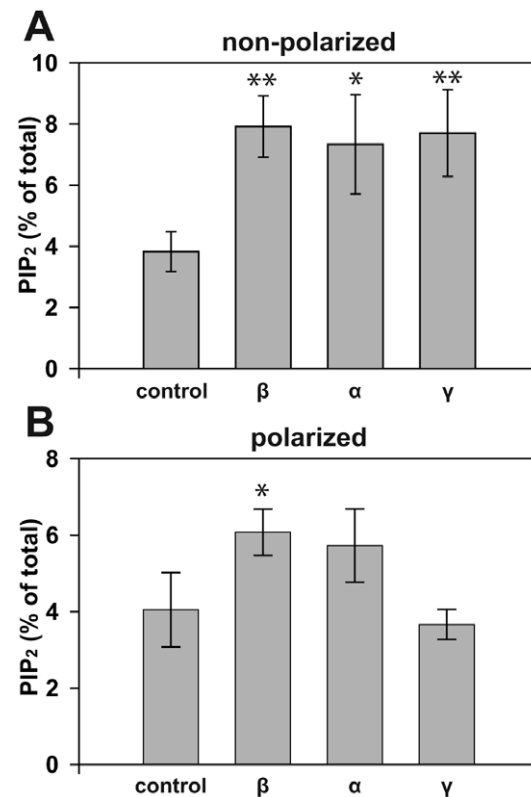 A
non-polarized
10
8
6
4
2
0
PIP₂ (% of total)
** * **
control β α γ
B
polarized
8
6
4
2
0
PIP₂ (% of total)
*
control β α γ